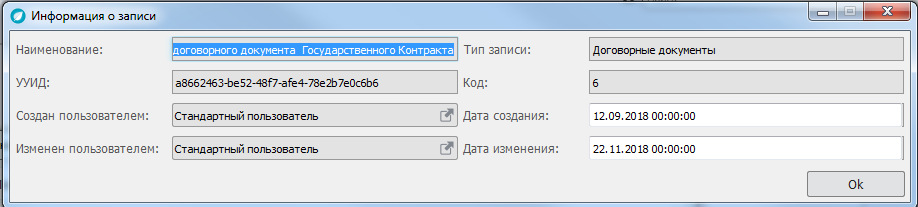 Информация о записи
Наименование: договорного документа Государственного Контракта Тип записи: Договорные документы
УУИД: a8662463-be52-48f7-afe4-78e2b7e0c6b6 Код: 6
Создан пользователем: Стандартный пользователь Дата создания: 12.09.2018 00:00:00
Изменен пользователем: Стандартный пользователь Дата изменения: 22.11.2018 00:00:00
Ok